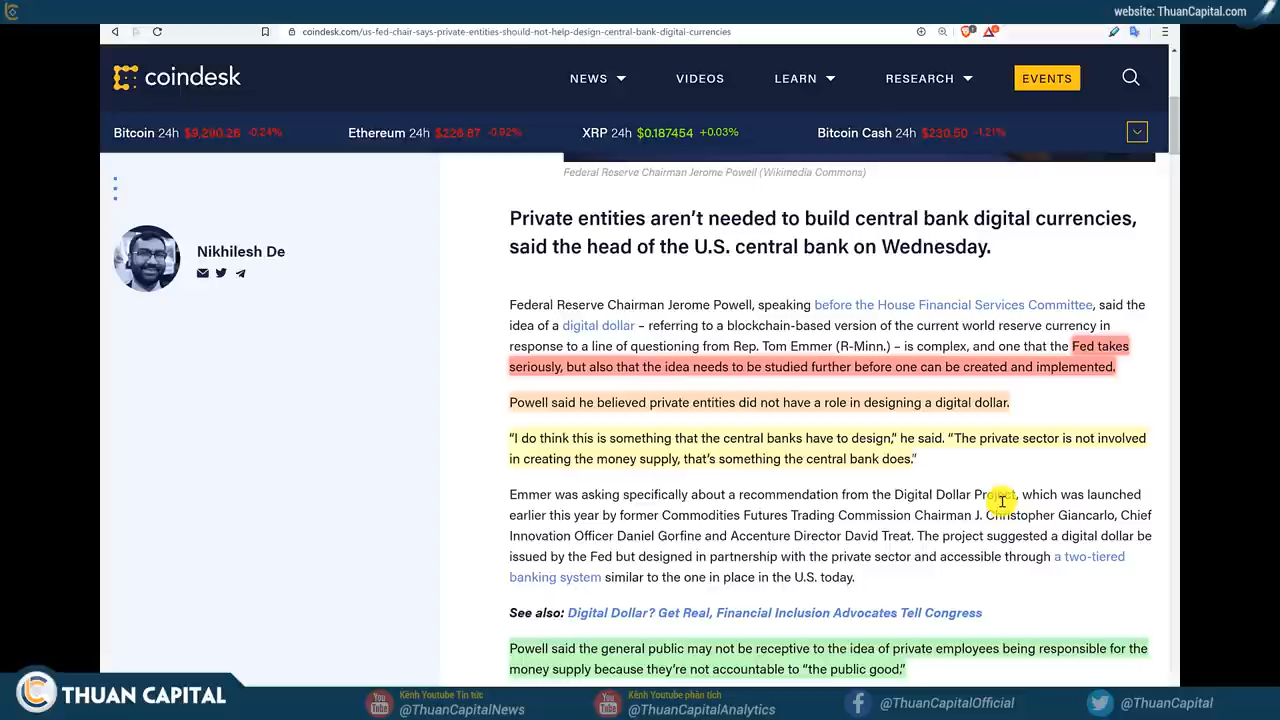 website: ThuanCapital.com
coindesk.com/us-fed-chair-says-private-entities-should-not-help-design-central-bank-digital-currencies
coindesk
NEWS VIDEOS LEARN RESEARCH EVENTS
Bitcoin 24h $9,290.26 -0.24% Ethereum 24h $226.87 -0.92% XRP 24h $0.187454 +0.03% Bitcoin Cash 24h $230.50 -1.21%
Federal Reserve Chairman Jerome Powell (Wikimedia Commons)
Nikhilesh De
Private entities aren’t needed to build central bank digital currencies,
said the head of the U.S. central bank on Wednesday.
Federal Reserve Chairman Jerome Powell, speaking before the House Financial Services Committee, said the
idea of a digital dollar – referring to a blockchain-based version of the current world reserve currency in
response to a line of questioning from Rep. Tom Emmer (R-Minn.) – is complex, and one that the Fed takes
seriously, but also that the idea needs to be studied further before one can be created and implemented.
Powell said he believed private entities did not have a role in designing a digital dollar.
“I do think this is something that the central banks have to design,” he said. “The private sector is not involved
in creating the money supply, that’s something the central bank does.”
Emmer was asking specifically about a recommendation from the Digital Dollar Project, which was launched
earlier this year by former Commodities Futures Trading Commission Chairman J. Christopher Giancarlo, Chief
Innovation Officer Daniel Gorfine and Accenture Director David Treat. The project suggested a digital dollar be
issued by the Fed but designed in partnership with the private sector and accessible through a two-tiered
banking system similar to the one in place in the U.S. today.
See also: Digital Dollar? Get Real, Financial Inclusion Advocates Tell Congress
Powell said the general public may not be receptive to the idea of private employees being responsible for the
money supply because they’re not accountable to “the public good,”
THUAN CAPITAL
Kênh Youtube Tin tức
@ThuanCapitalNews
Kênh Youtube phân tích
@ThuanCapitalAnalytics
@ThuanCapitalOfficial
@ThuanCapital